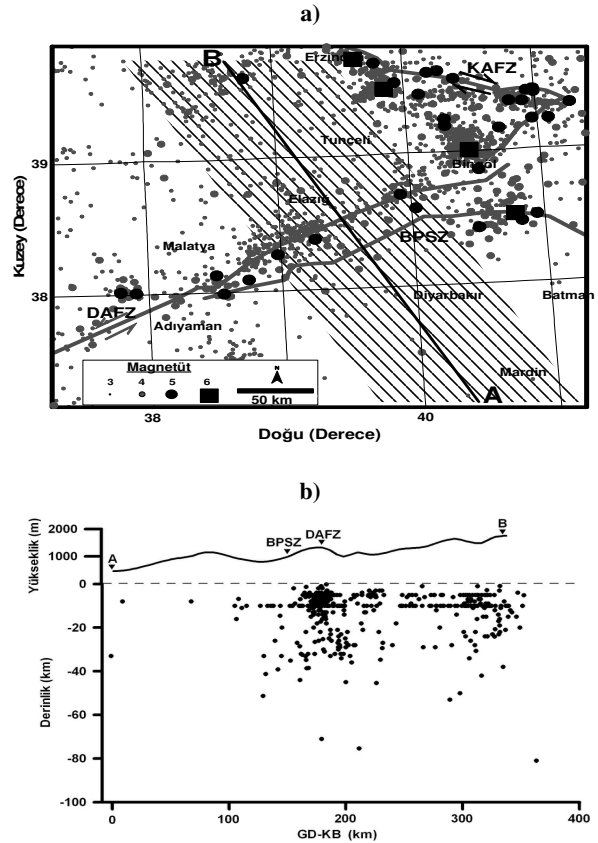 a)
B
Erzinc
KAFZ
Tunçeli
39
Bingöl
Elazığ
Kuzey (Derece)
Malatya
BPSZ
38
Diyarbakır
Batman
DAFZ
Adıyaman
Magnetüt
3 4 5 6
N
50 km
Mardin
A
38 40
Doğu (Derece)
b)
Yükseklik (m)
2000
1000
0
A
BPSZ
DAFZ
B
Derinlik (km)
-20
-40
-60
-80
-100
0 100 200 300 400
GD-KB (km)